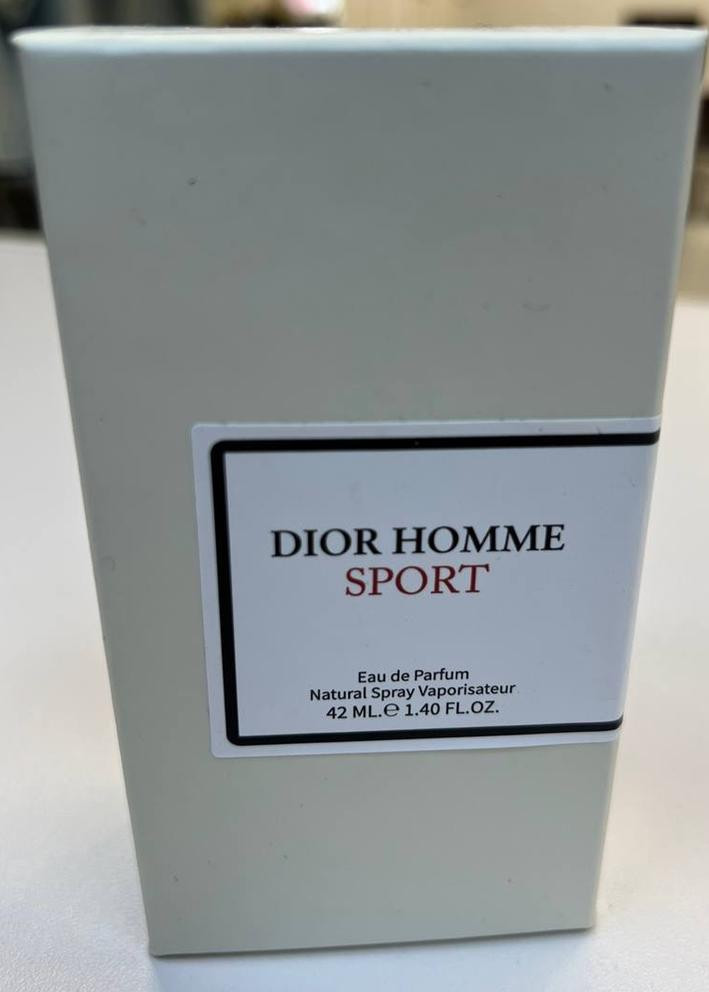 DIOR HOMME
SPORT
Eau de Parfum
Natural Spray Vaporisateur
42 ML.℮ 1.40 FL.OZ.